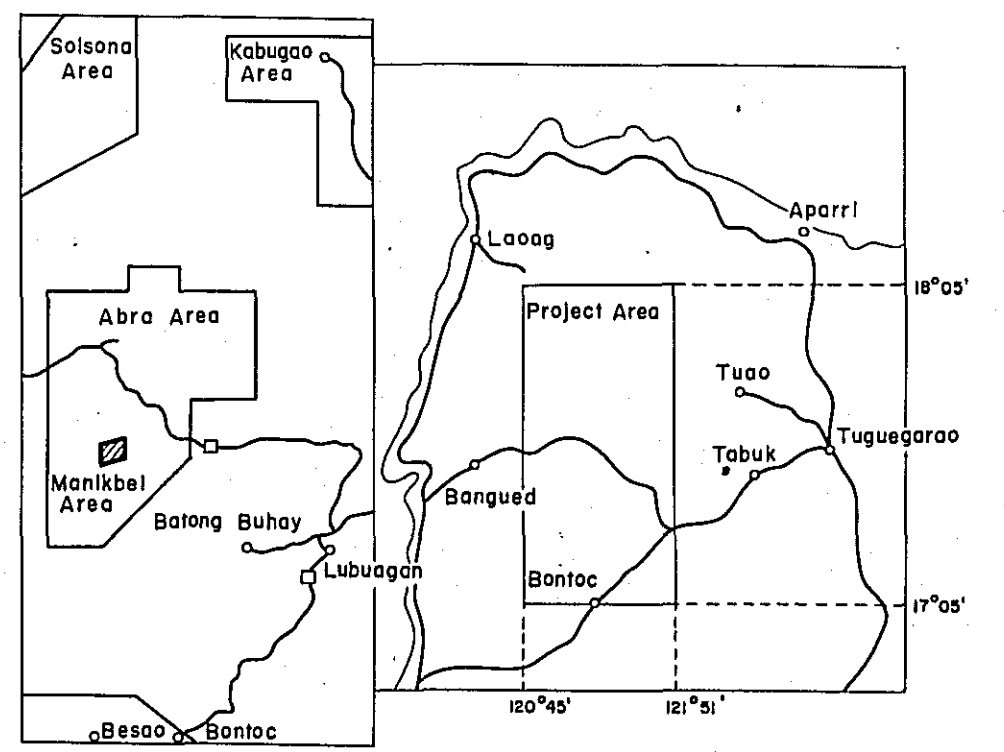 Solsona
Area
Kabugao
Area
Abra Area
Manikbel
Area
Batong Buhay
Lubuagan
Besao
Bontoc
Aparri
Laoag
18°05'
Project Area
Tuao
Tuguegarao
Tabuk
Bangued
Bontoc
17°05'
120°45'
121°51'